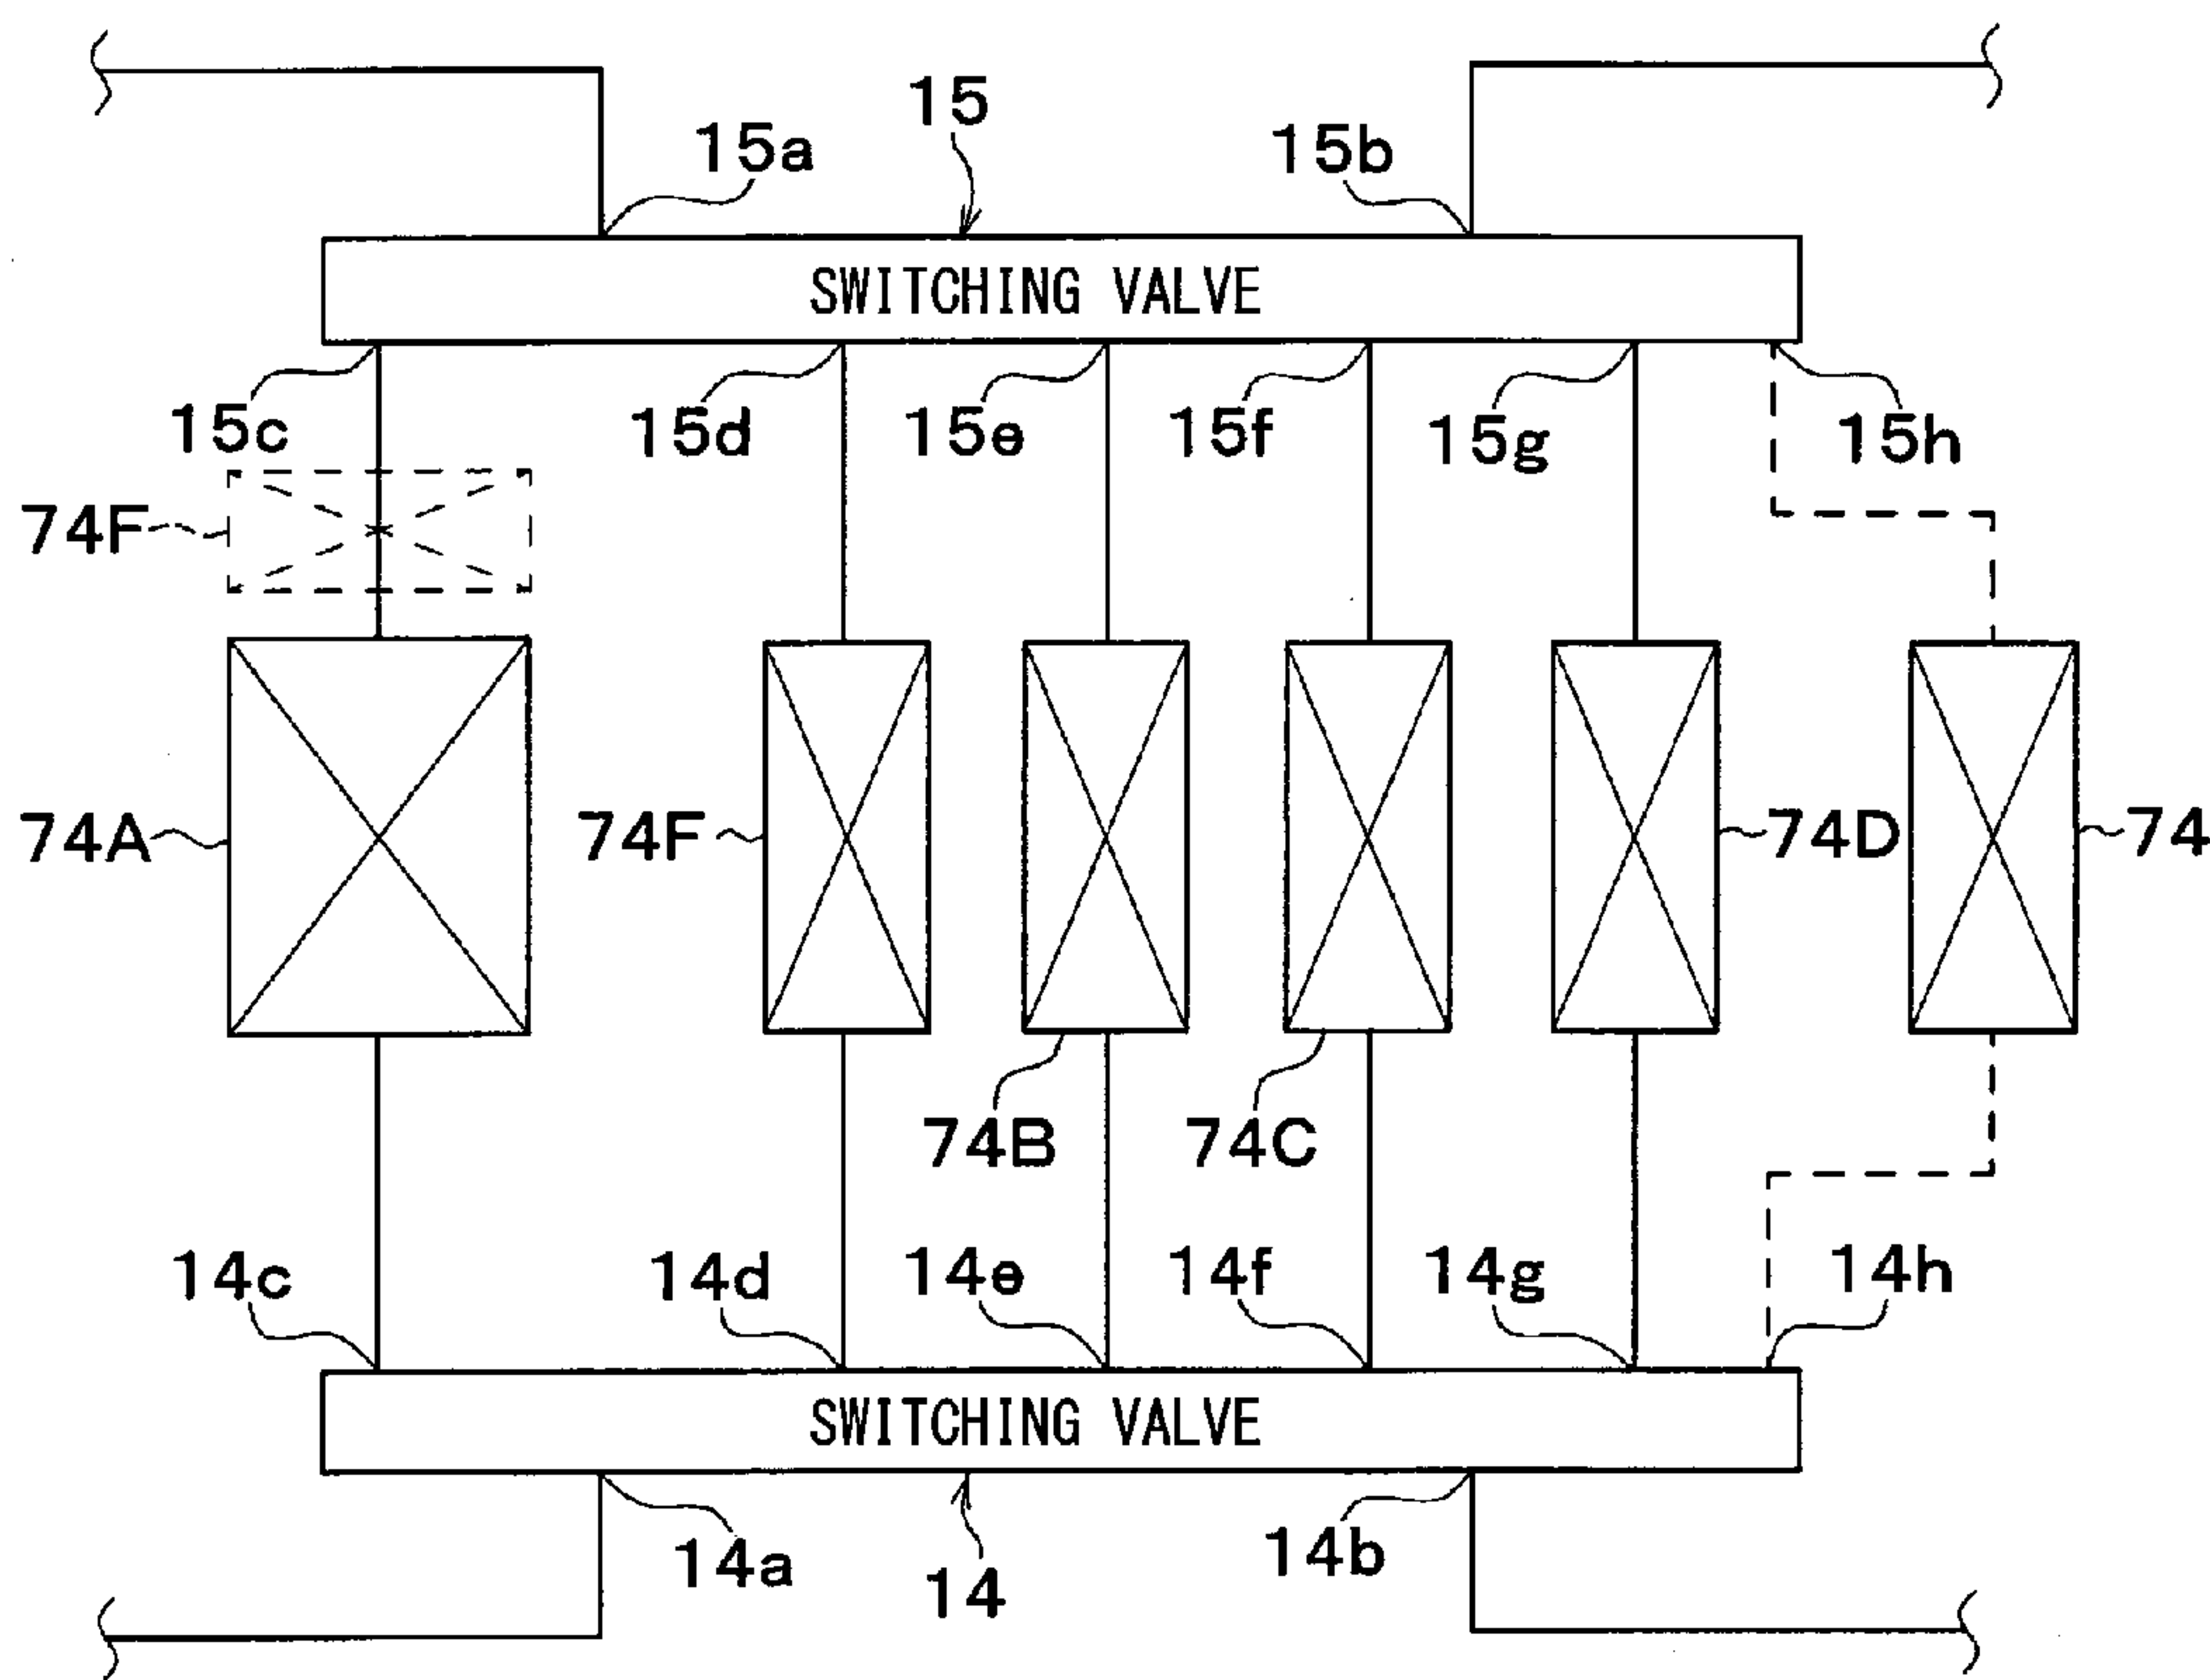 15
15a
15b
SWITCHING VALVE
15c
15d
15e
15f
15g
15h
74F
74A
74F
74D
74
74B
74C
14c
14d
14e
14f
14g
14h
SWITCHING VALVE
14a
14
14b